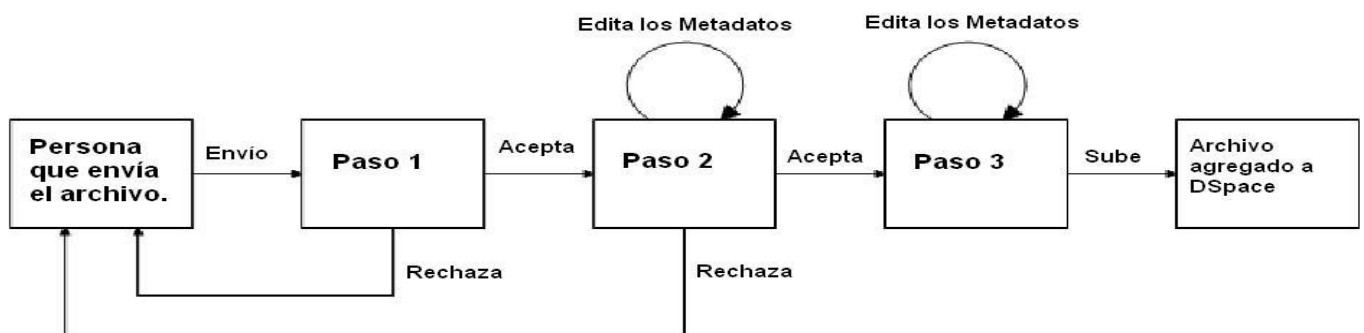 Edita los Metadatos
Edita los Metadatos
Persona
que envía
el archivo.
Envío
Paso 1
Acepta
Paso 2
Acepta
Paso 3
Sube
Archivo
agregado a
DSpace
Rechaza
Rechaza